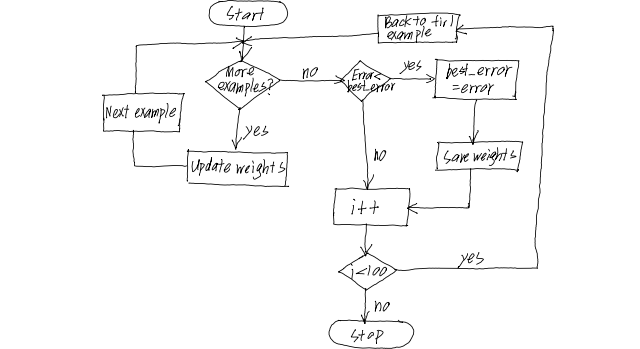 Start
Back to tirl
example
More
examples?
no
Error<
best_error
yes
best_error
=error
Next example
yes
Update weights
no
Save weights
i++
i<100
yes
no
Stop